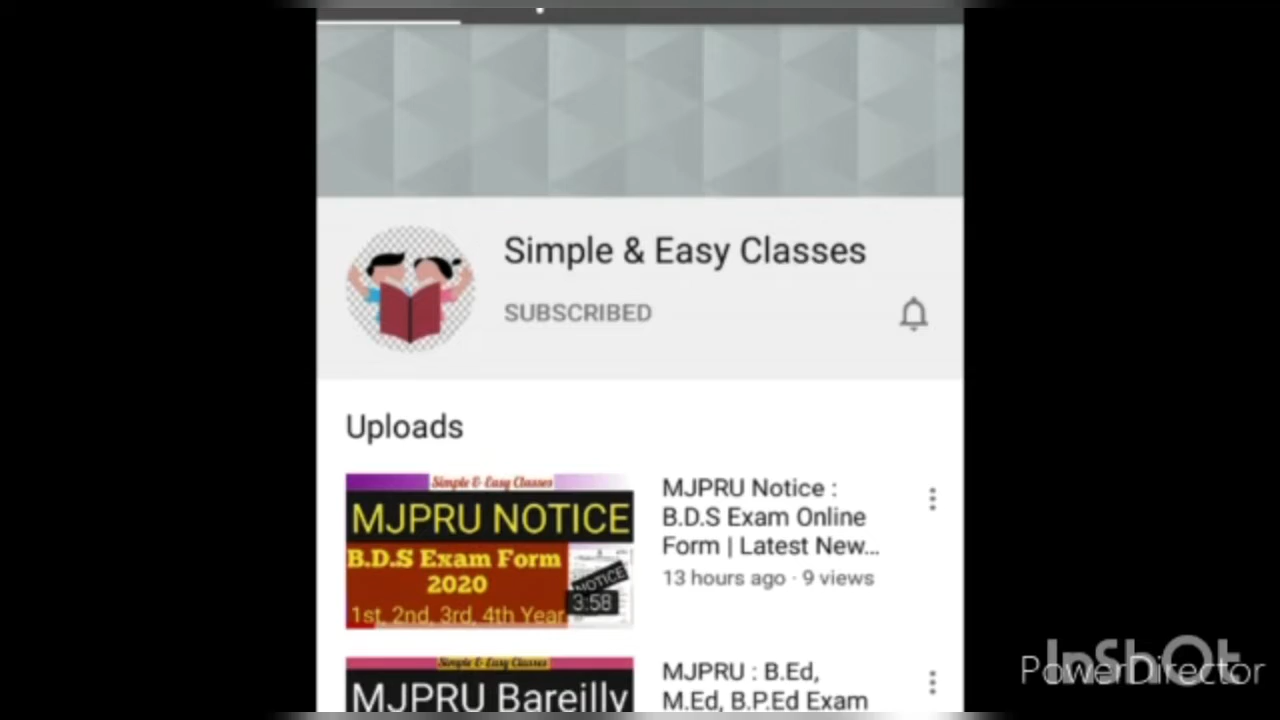 Simple & Easy Classes
SUBSCRIBED
Uploads
Simple & Easy Classes
MJPRU NOTICE
B.D.S Exam Form
2020
1st, 2nd, 3rd, 4th Year
NOTICE
3:58
MJPRU Notice :
B.D.S Exam Online
Form | Latest New...
13 hours ago · 9 views
Simple & Easy Classes
MJPRU Bareilly
MJPRU : B.Ed,
M.Ed, B.P.Ed Exam
InShOt
PowerDirector